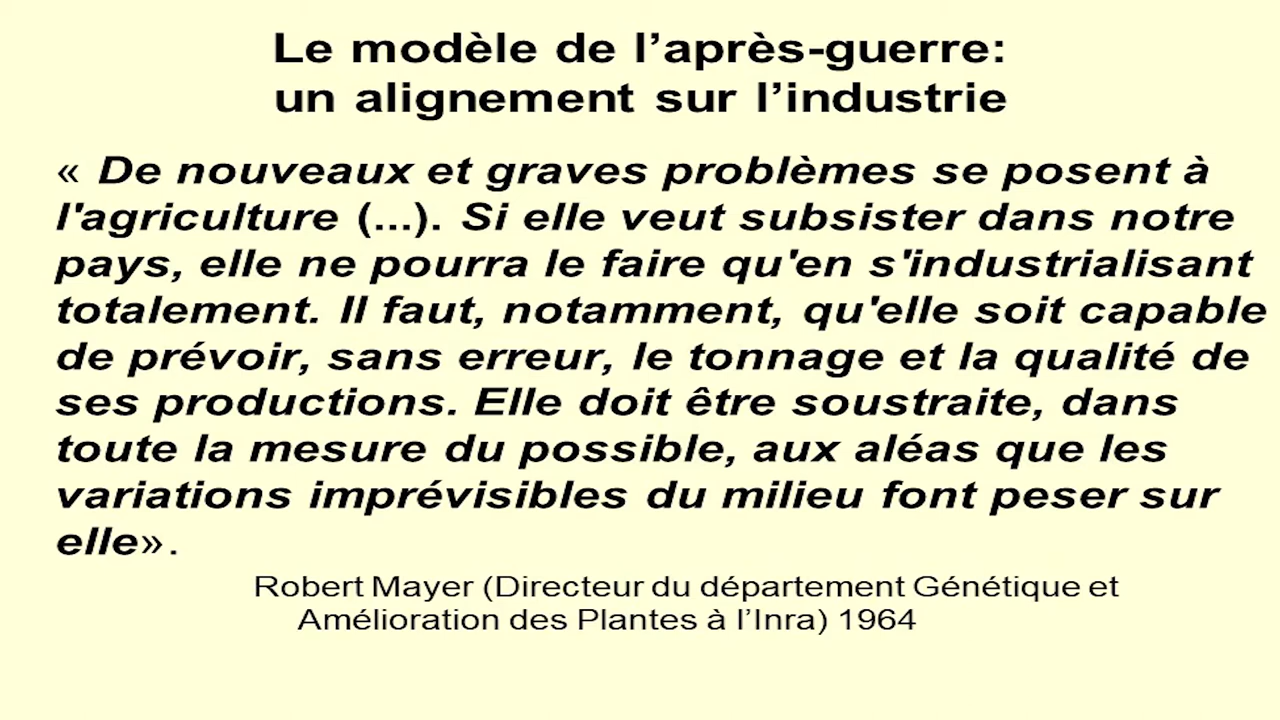 Le modèle de l’après-guerre:
un alignement sur l’industrie
« De nouveaux et graves problèmes se posent à
l'agriculture (...). Si elle veut subsister dans notre
pays, elle ne pourra le faire qu'en s'industrialisant
totalement. Il faut, notamment, qu'elle soit capable
de prévoir, sans erreur, le tonnage et la qualité de
ses productions. Elle doit être soustraite, dans
toute la mesure du possible, aux aléas que les
variations imprévisibles du milieu font peser sur
elle».
Robert Mayer (Directeur du département Génétique et
Amélioration des Plantes à l’Inra) 1964